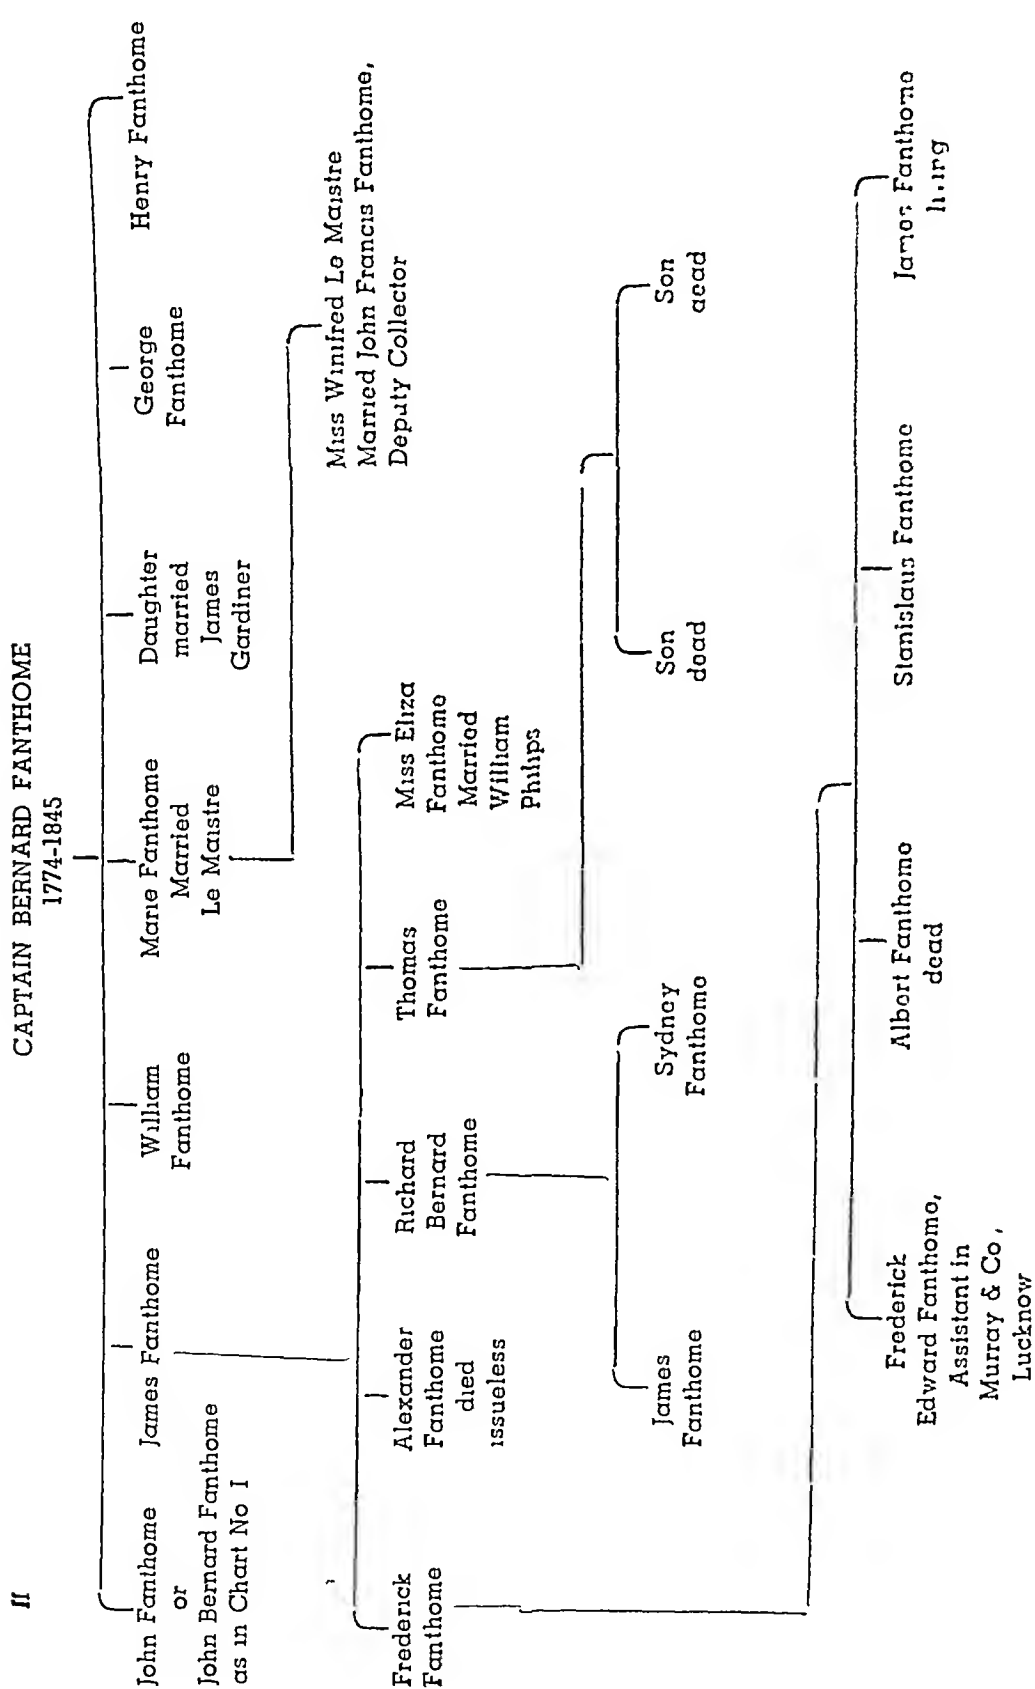 II
CAPTAIN BERNARD FANTHOME
1774-1845
John Fanthome
or
John Bernard Fanthome
as in Chart No I
James Fanthome
William
Fanthome
Marie Fanthome
Married
Le Maistre
Daughter
married
James
Gardiner
George
Fanthome
Henry Fanthome
Miss Winifred Le Maistre
Married John Francis Fanthome,
Deputy Collector
Frederick
Fanthome
Alexander
Fanthome
died
issueless
Richard
Bernard
Fanthome
Thomas
Fanthome
Miss Eliza
Fanthome
Married
William
Philips
James
Fanthome
Sydney
Fanthome
Son
dead
Son
dead
Frederick
Edward Fanthome,
Assistant in
Murray & Co,
Lucknow
Albert Fanthome
dead
Stanislaus Fanthome
James Fanthome